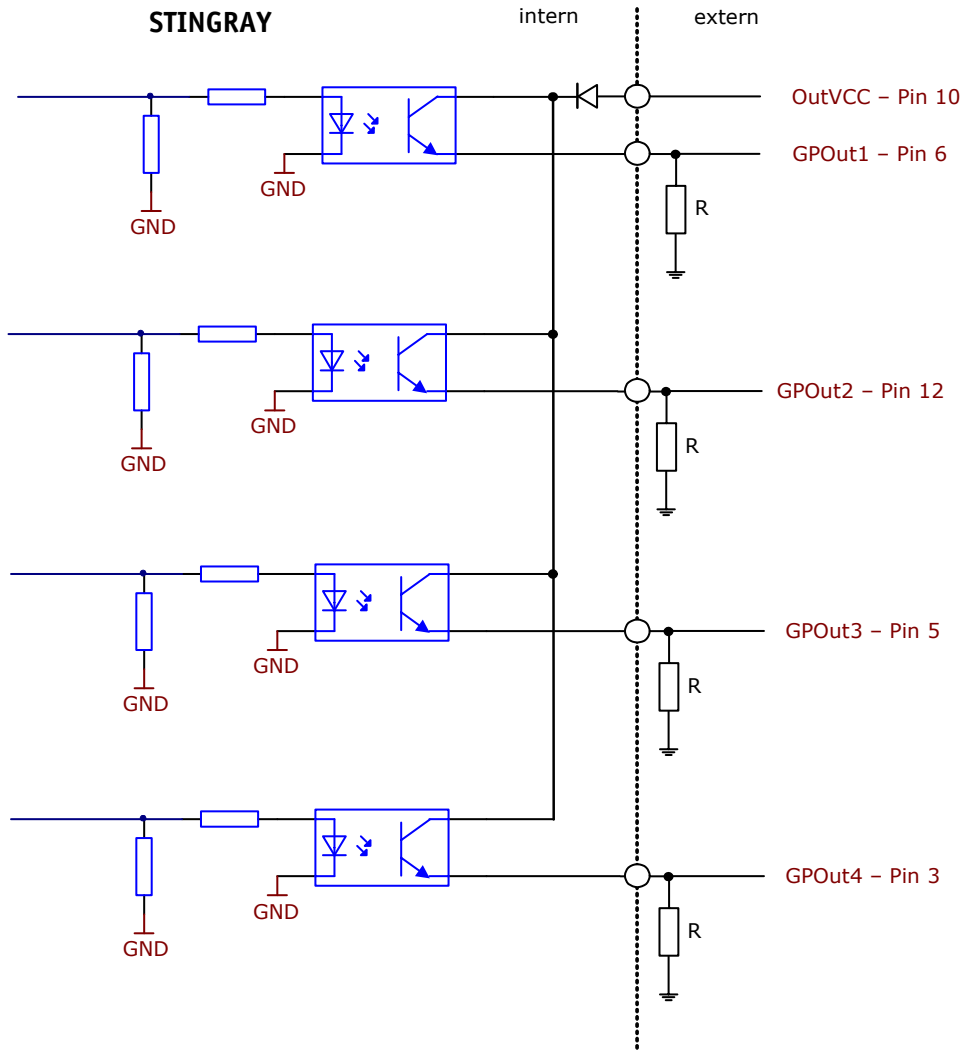 STINGRAY
intern
extern
OutVCC – Pin 10
GPOut1 – Pin 6
GND
R
GND
GPOut2 – Pin 12
GND
R
GND
GPOut3 – Pin 5
GND
R
GND
GPOut4 – Pin 3
GND
R
GND